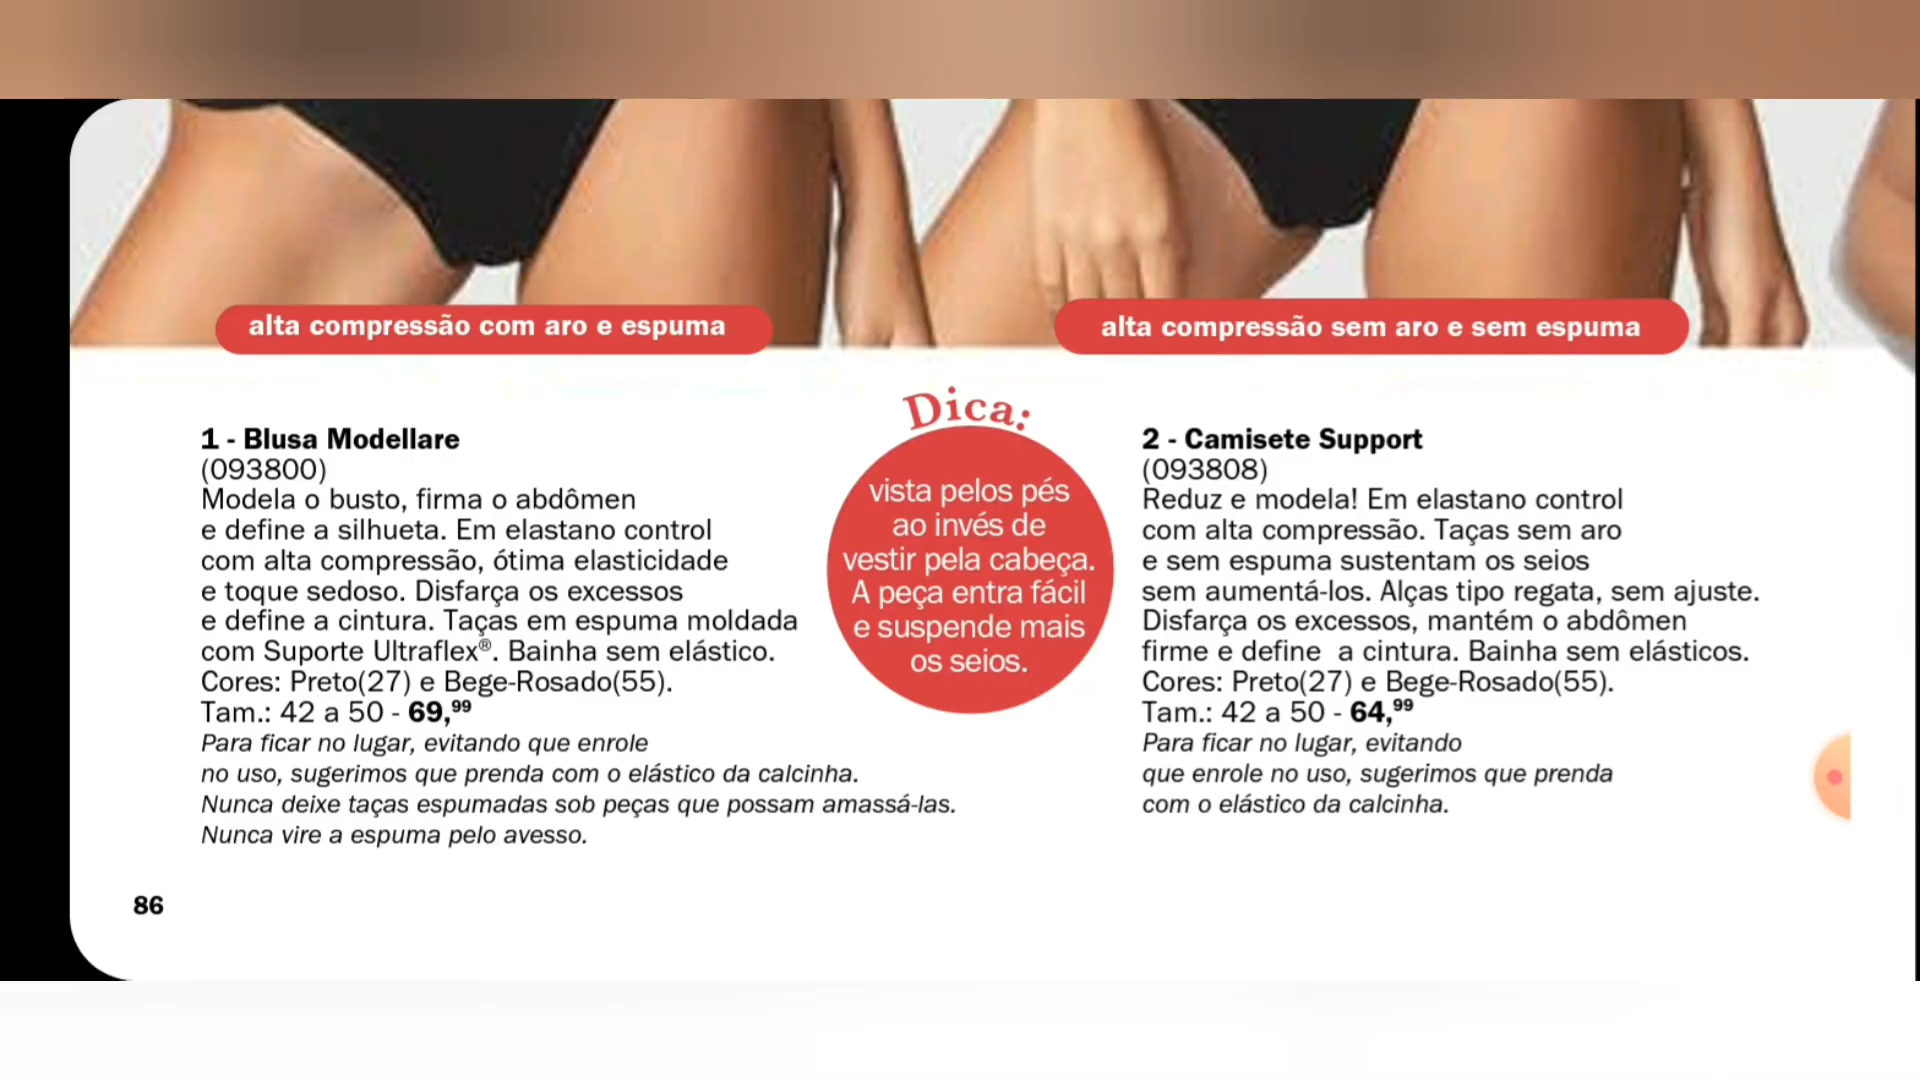 alta compressão com aro e espuma
alta compressão sem aro e sem espuma
1 - Blusa Modellare
(093800)
Modela o busto, firma o abdômen
e define a silhueta. Em elastano control
com alta compressão, ótima elasticidade
e toque sedoso. Disfarça os excessos
e define a cintura. Taças em espuma moldada
com Suporte Ultraflex®. Bainha sem elástico.
Cores: Preto(27) e Bege-Rosado(55).
Tam.: 42 a 50 - 69,99
Para ficar no lugar, evitando que enrole
no uso, sugerimos que prenda com o elástico da calcinha.
Nunca deixe taças espumadas sob peças que possam amassá-las.
Nunca vire a espuma pelo avesso.
Dica:
vista pelos pés
ao invés de
vestir pela cabeça.
A peça entra fácil
e suspende mais
os seios.
2 - Camisete Support
(093808)
Reduz e modela! Em elastano control
com alta compressão. Taças sem aro
e sem espuma sustentam os seios
sem aumentá-los. Alças tipo regata, sem ajuste.
Disfarça os excessos, mantém o abdômen
firme e define a cintura. Bainha sem elásticos.
Cores: Preto(27) e Bege-Rosado(55).
Tam.: 42 a 50 - 64,99
Para ficar no lugar, evitando
que enrole no uso, sugerimos que prenda
com o elástico da calcinha.
86